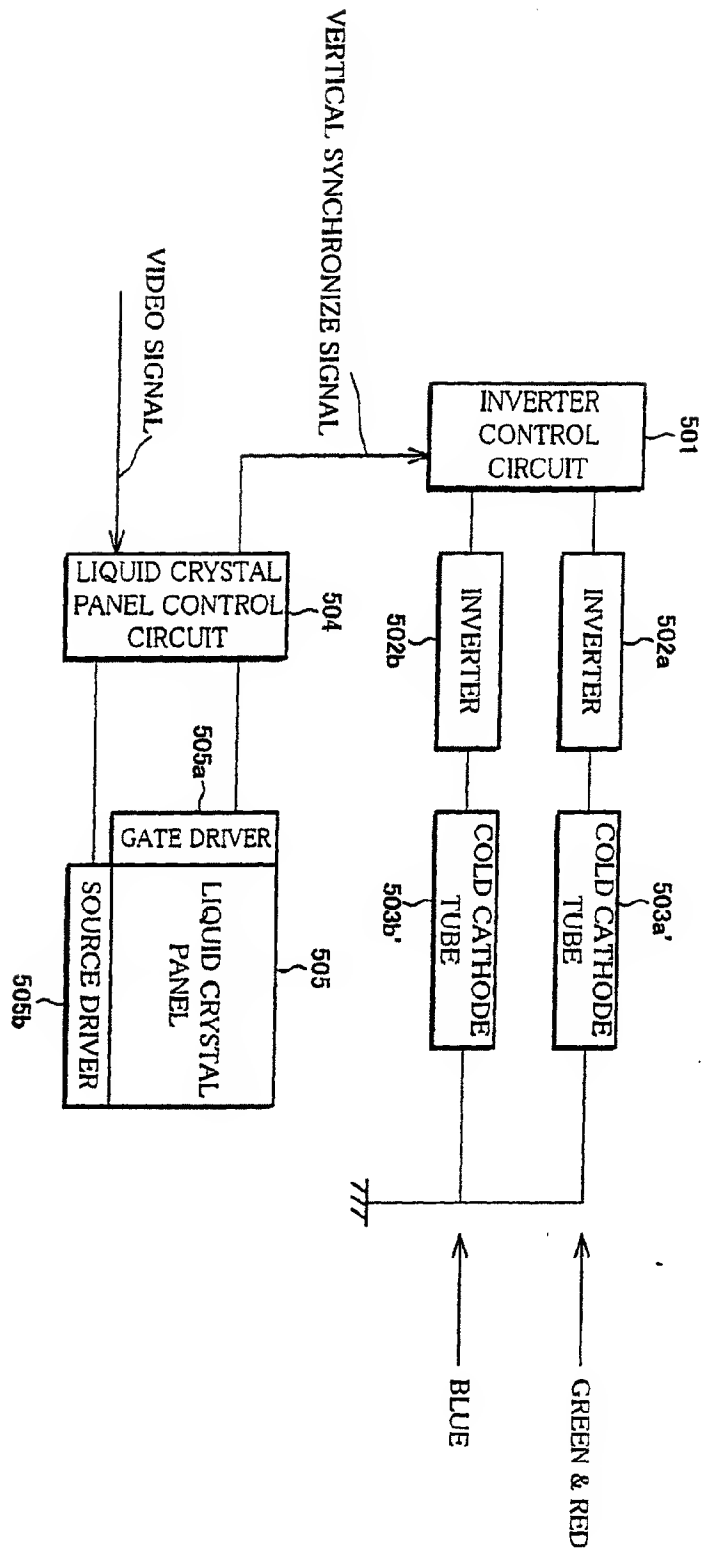 501
INVERTER
CONTROL
CIRCUIT
502a
INVERTER
503a'
COLD CATHODE
TUBE
GREEN & RED
INVERTER
502b
COLD CATHODE
TUBE
503b'
BLUE
VERTICAL SYNCHRONIZE SIGNAL
VIDEO SIGNAL
LIQUID CRYSTAL
PANEL CONTROL
CIRCUIT
504
505a
GATE DRIVER
LIQUID CRYSTAL
PANEL
505
SOURCE DRIVER
505b